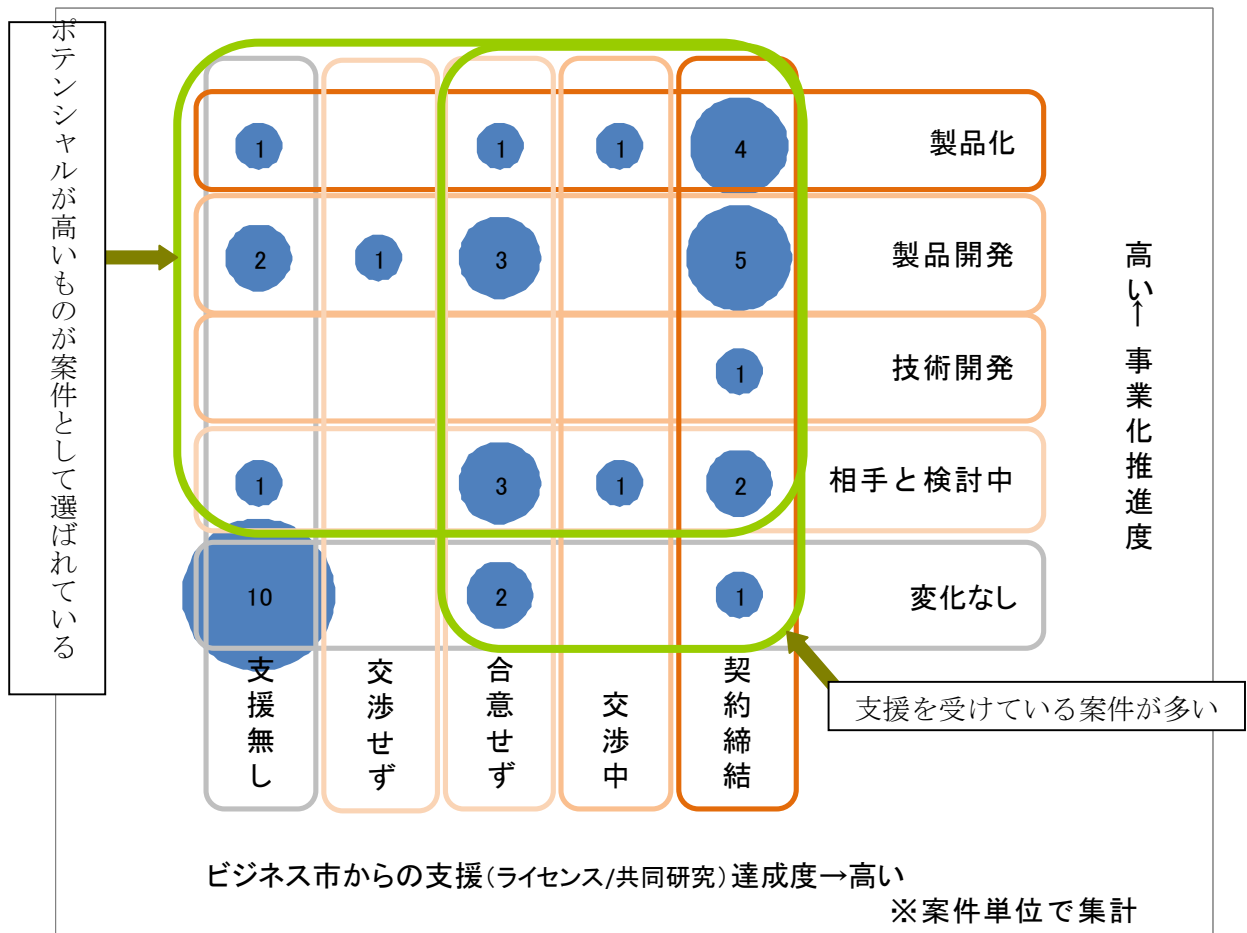 ポテンシャルが高いものが案件として選ばれている
1
1
1
4
製品化
2
1
3
5
製品開発
1
技術開発
1
3
1
2
相手と検討中
10
2
1
変化なし
高い← 事業化推進度
支援無し
交渉せず
合意せず
交渉中
契約締結
支援を受けている案件が多い
ビジネス市からの支援(ライセンス/共同研究)達成度→高い
※案件単位で集計